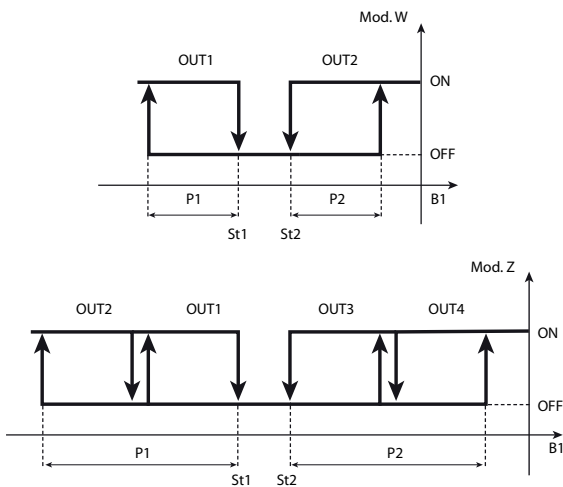 Mod. W
OUT1 OUT2
ON
OFF
P1 P2 B1
St1 St2
Mod. Z
OUT2 OUT1 OUT3 OUT4
ON
OFF
P1 P2 B1
St1 St2